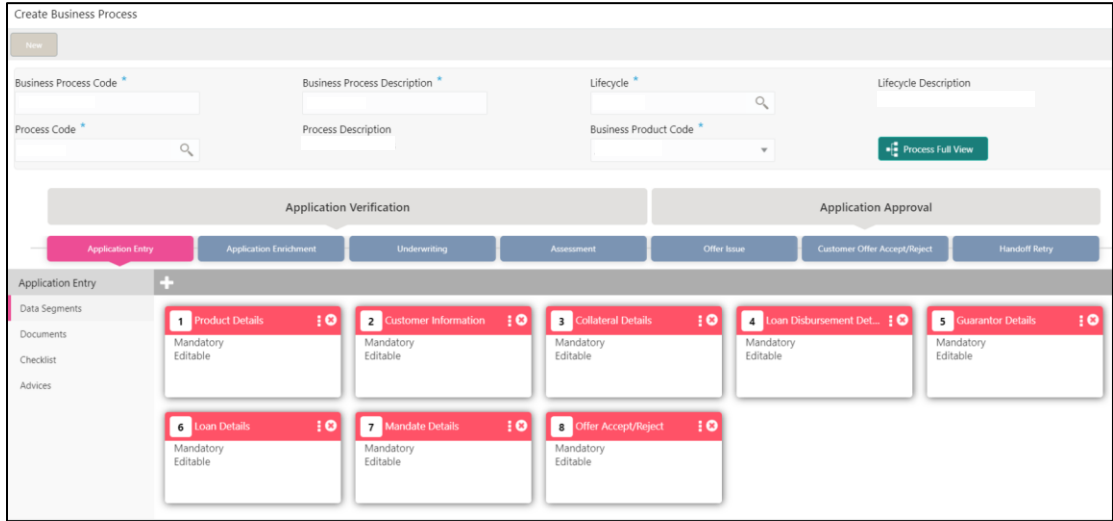 Create Business Process
New
Business Process Code *
Business Process Description *
Lifecycle *
Lifecycle Description
Process Code *
Process Description
Business Product Code *
Process Full View
Application Verification
Application Approval
Application Entry
Application Enrichment
Underwriting
Assessment
Offer Issue
Customer Offer Accept/Reject
Handoff Retry
Application Entry
Data Segments
Documents
Checklist
Advices
1 Product Details
Mandatory
Editable
2 Customer Information
Mandatory
Editable
3 Collateral Details
Mandatory
Editable
4 Loan Disbursement Det...
Mandatory
Editable
5 Guarantor Details
Mandatory
Editable
6 Loan Details
Mandatory
Editable
7 Mandate Details
Mandatory
Editable
8 Offer Accept/Reject
Mandatory
Editable